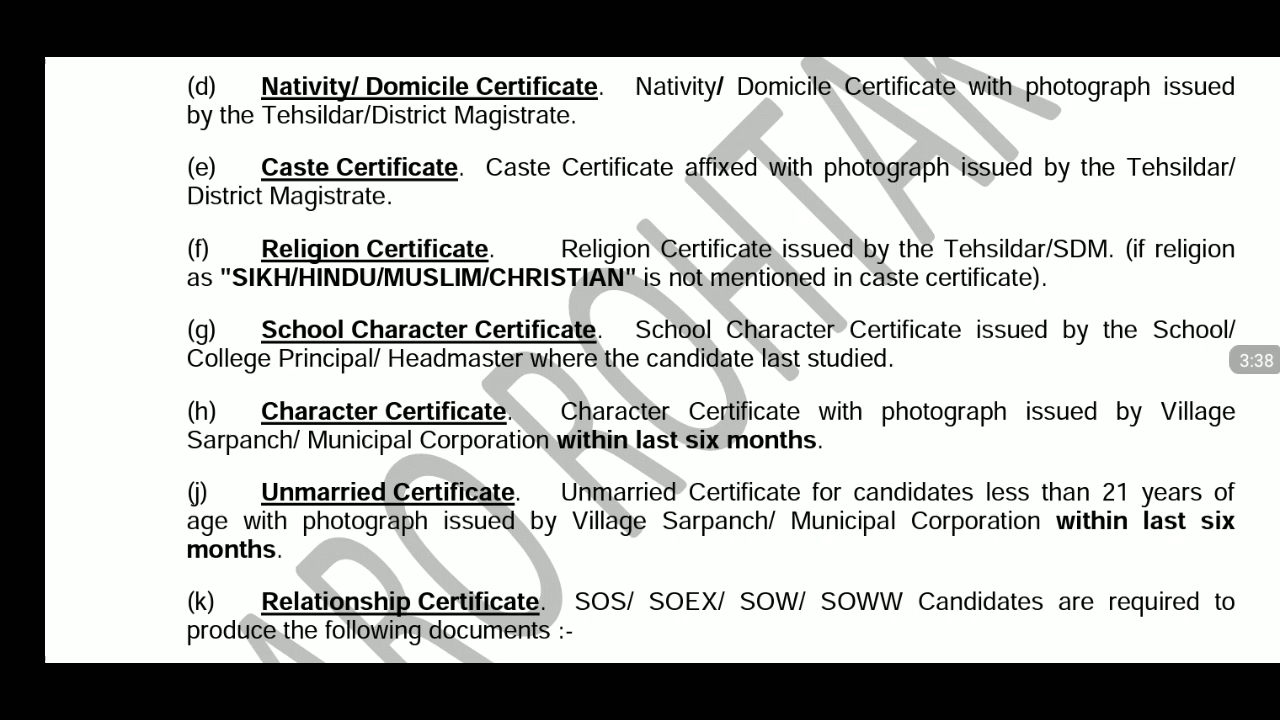 (d) Nativity/ Domicile Certificate. Nativity/ Domicile Certificate with photograph issued
by the Tehsildar/District Magistrate.
(e) Caste Certificate. Caste Certificate affixed with photograph issued by the Tehsildar/
District Magistrate.
(f) Religion Certificate. Religion Certificate issued by the Tehsildar/SDM. (if religion
as "SIKH/HINDU/MUSLIM/CHRISTIAN" is not mentioned in caste certificate).
(g) School Character Certificate. School Character Certificate issued by the School/
College Principal/ Headmaster where the candidate last studied.
3:38
(h) Character Certificate. Character Certificate with photograph issued by Village
Sarpanch/ Municipal Corporation within last six months.
(j) Unmarried Certificate. Unmarried Certificate for candidates less than 21 years of
age with photograph issued by Village Sarpanch/ Municipal Corporation within last six
months.
(k) Relationship Certificate. SOS/ SOEX/ SOW/ SOWW Candidates are required to
produce the following documents :-
ARO ROHTAK